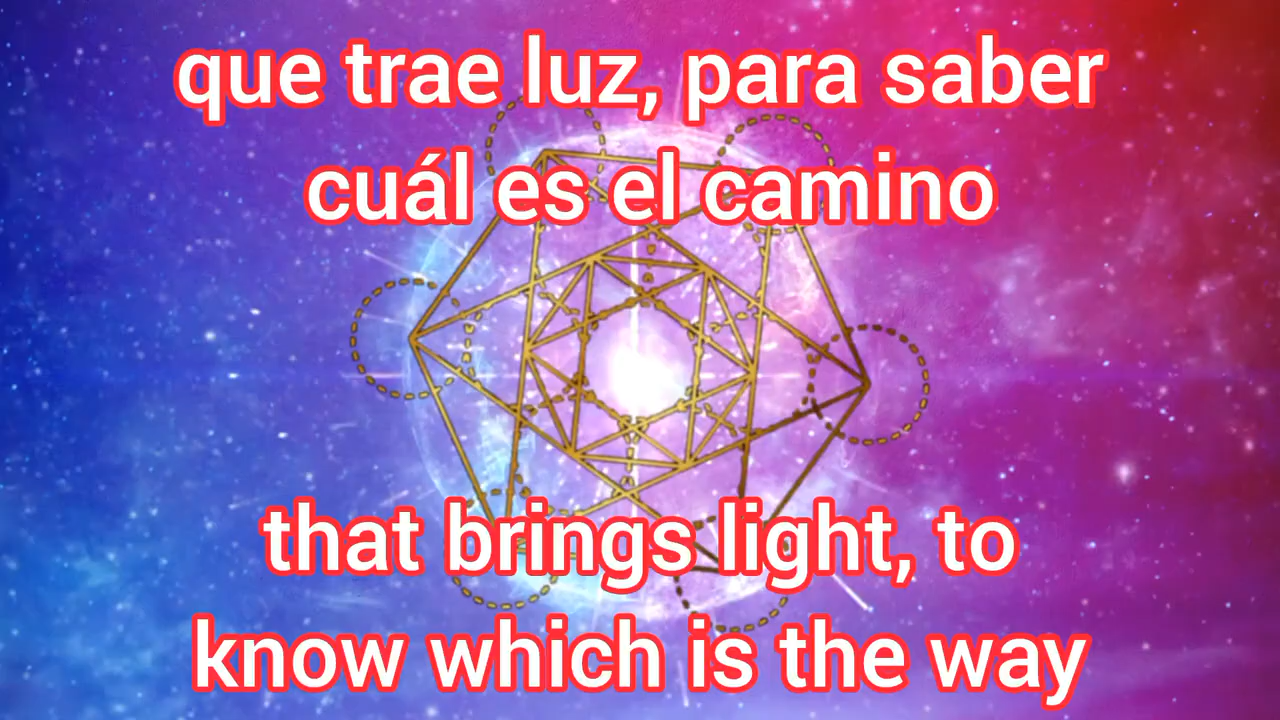 que trae luz, para saber
cuál es el camino
that brings light, to
know which is the way